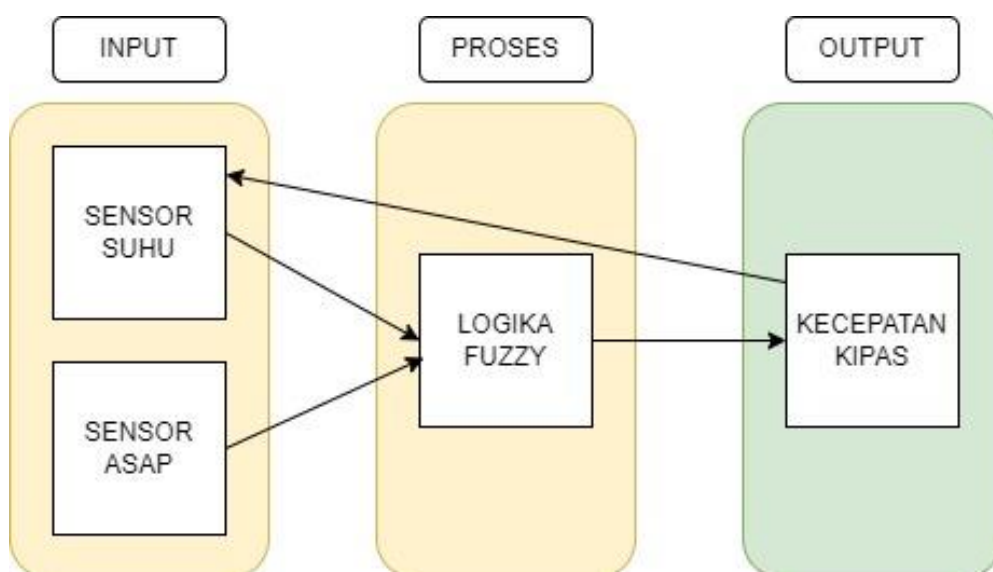 INPUT
PROSES
OUTPUT
SENSOR
SUHU
SENSOR
ASAP
LOGIKA
FUZZY
KECEPATAN
KIPAS